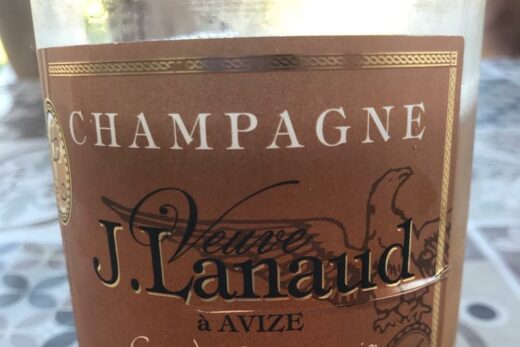 CHAMPAGNE
Veuve
J. Lanaud
à AVIZE